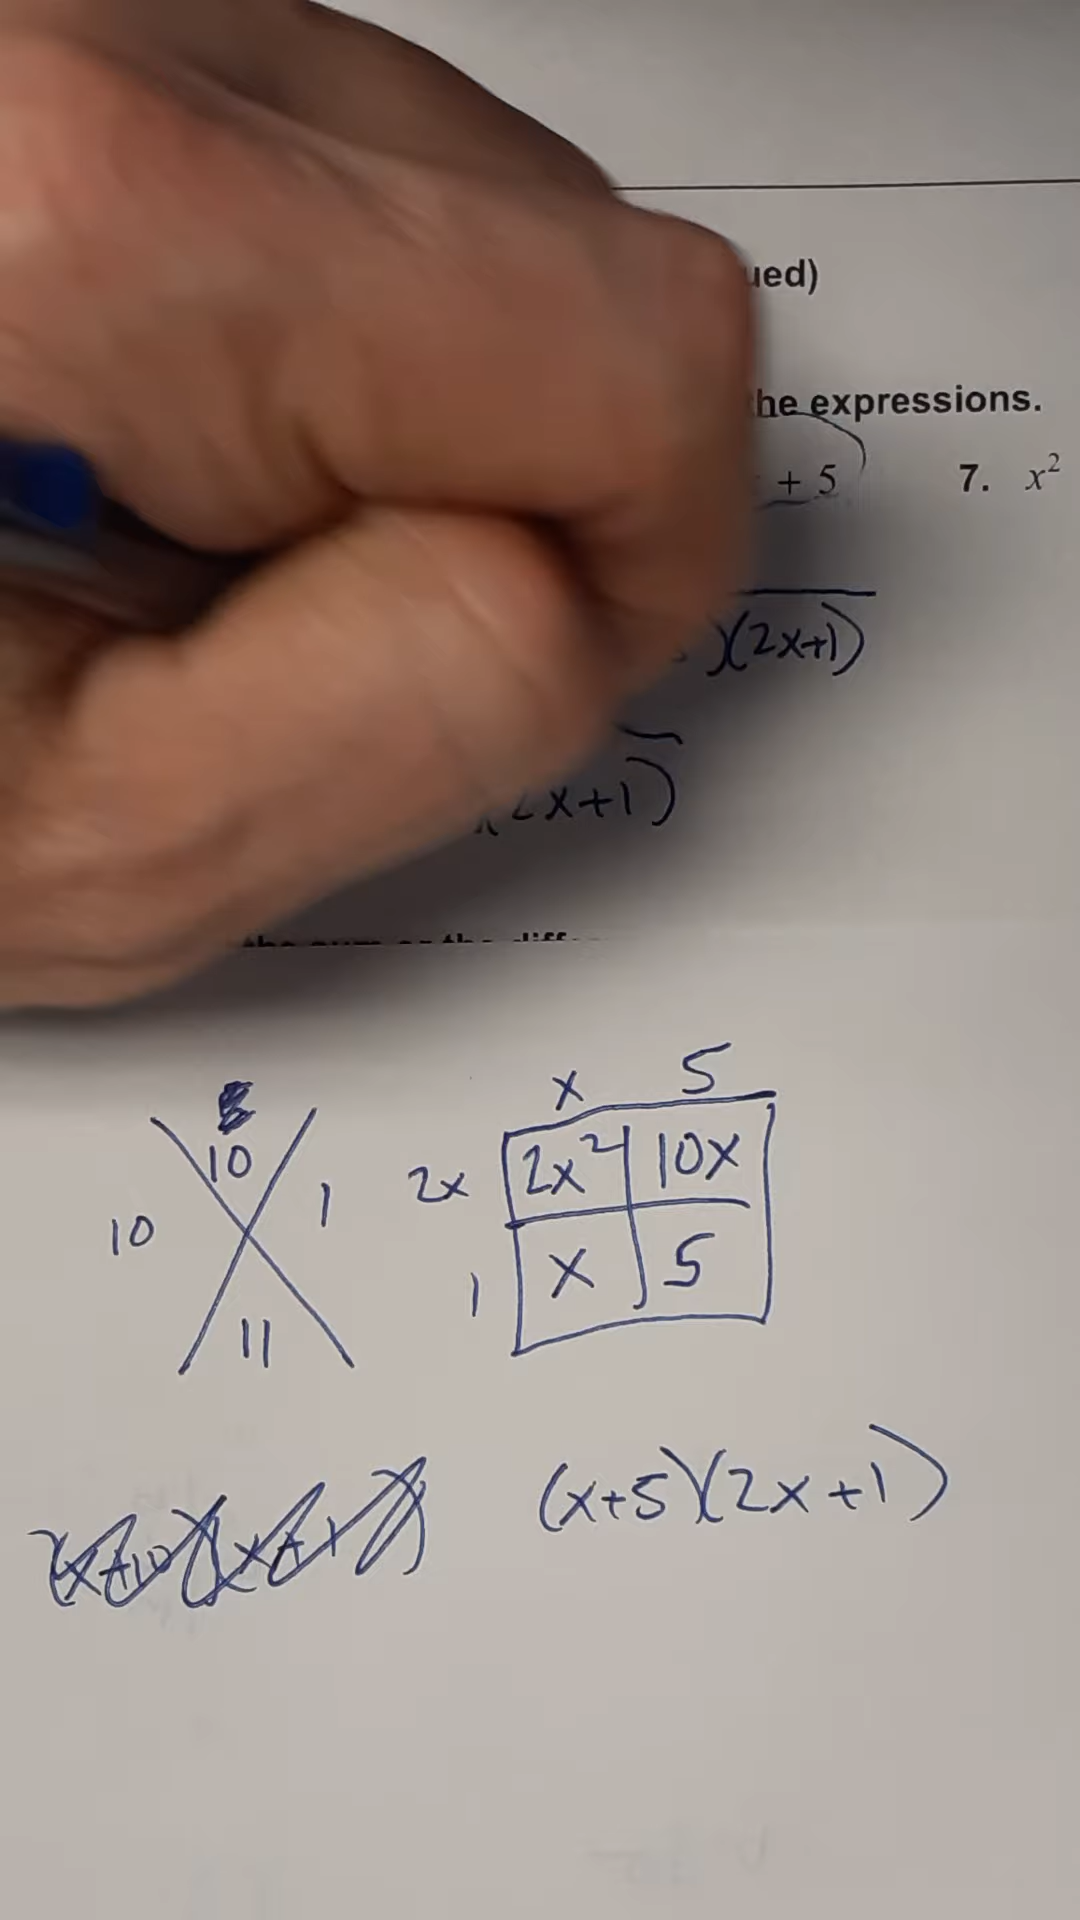 he expressions.
+ 5
7. x²
)(2x+1)
x+1)
x 5
10
2x 2x² 10x
10 1
1 x 5
11
(x+5)(2x+1)